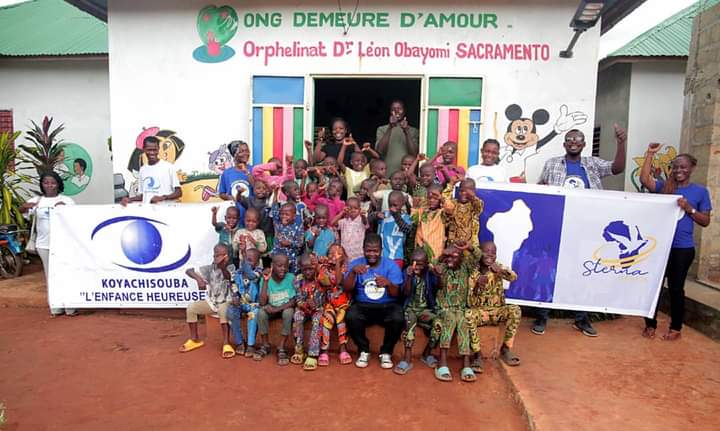 ONG DEMEURE D'AMOUR
Orphelinat Dr Léon Obayomi SACRAMENTO
KOYACHISOUBA
"L'ENFANCE HEUREUSE"
Sterna